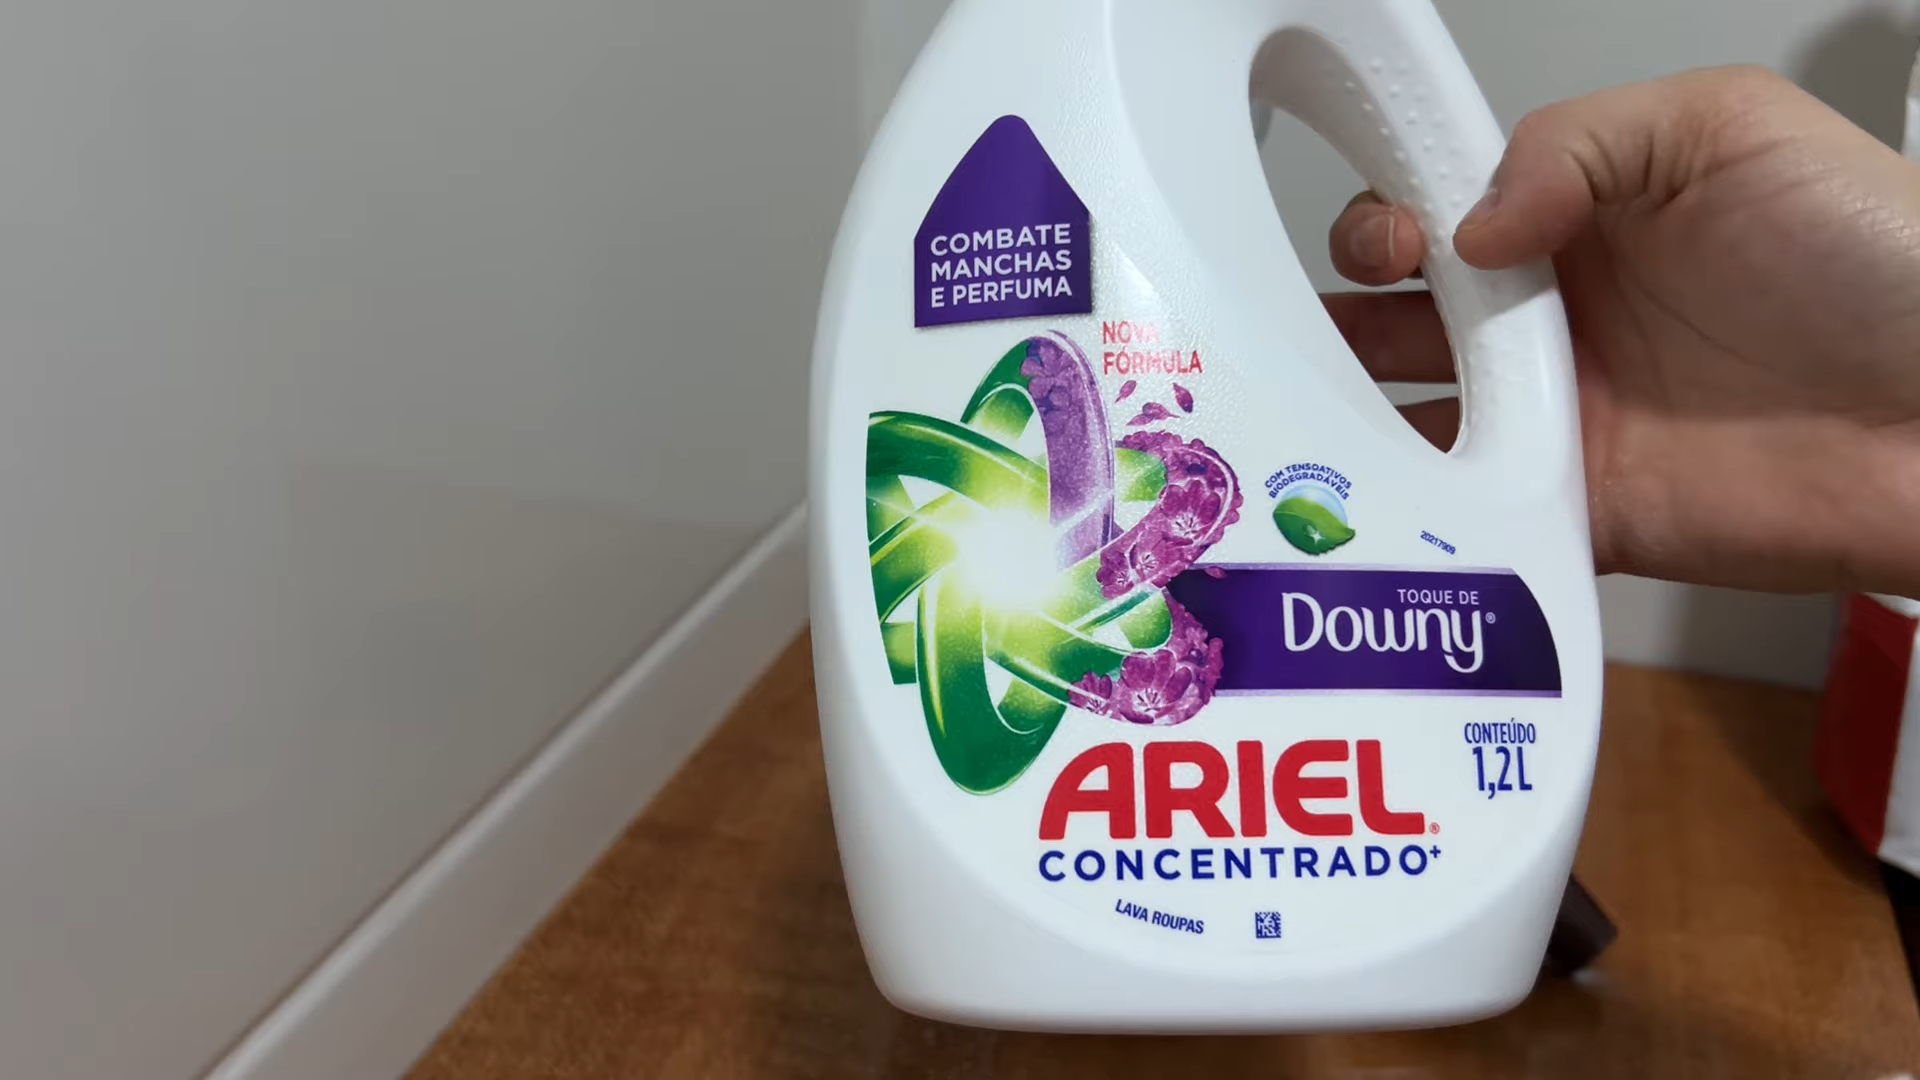 COMBATE
MANCHAS
E PERFUMA
NOVA
FÓRMULA
COM TENSOATIVOS
BIODEGRADÁVEIS
20217909
TOQUE DE
Downy®
CONTEÚDO
1,2L
ARIEL®
CONCENTRADO+
LAVA ROUPAS